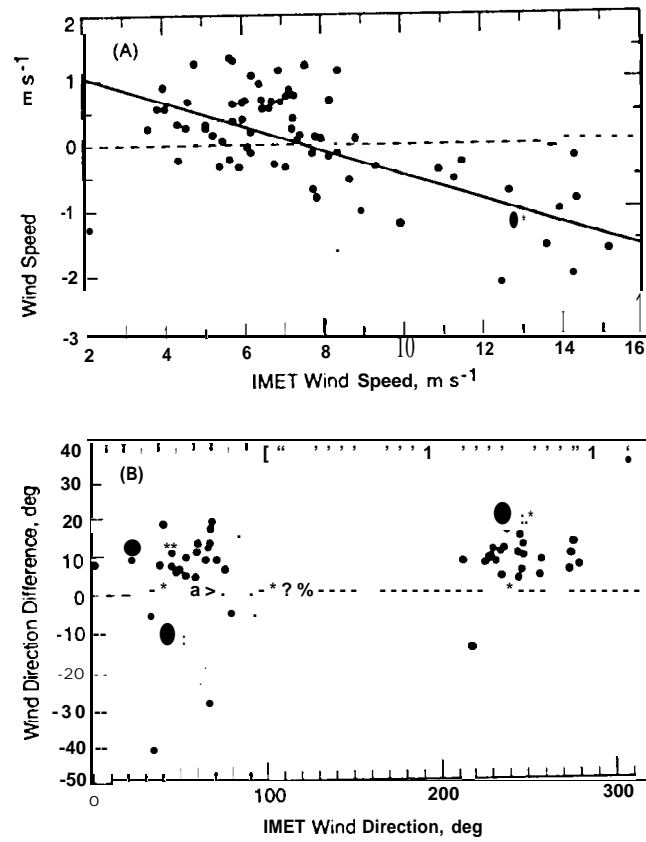 (A)
m s-1
Wind Speed
2
1
0
-1
-2
-3
2 4 6 8 10 12 14 16
IMET Wind Speed, m s-1
(B)
Wind Direction Difference, deg
40
30
20
10
0
-10
-20
-30
-40
-50
[ “ ’ ’ ’ ’ ’ ’ ’ 1 ’ ’ ’ ’ ’ ’ ’ ” 1
**
* a > . * ? % *
:
::*
0 100 200 300
IMET Wind Direction, deg